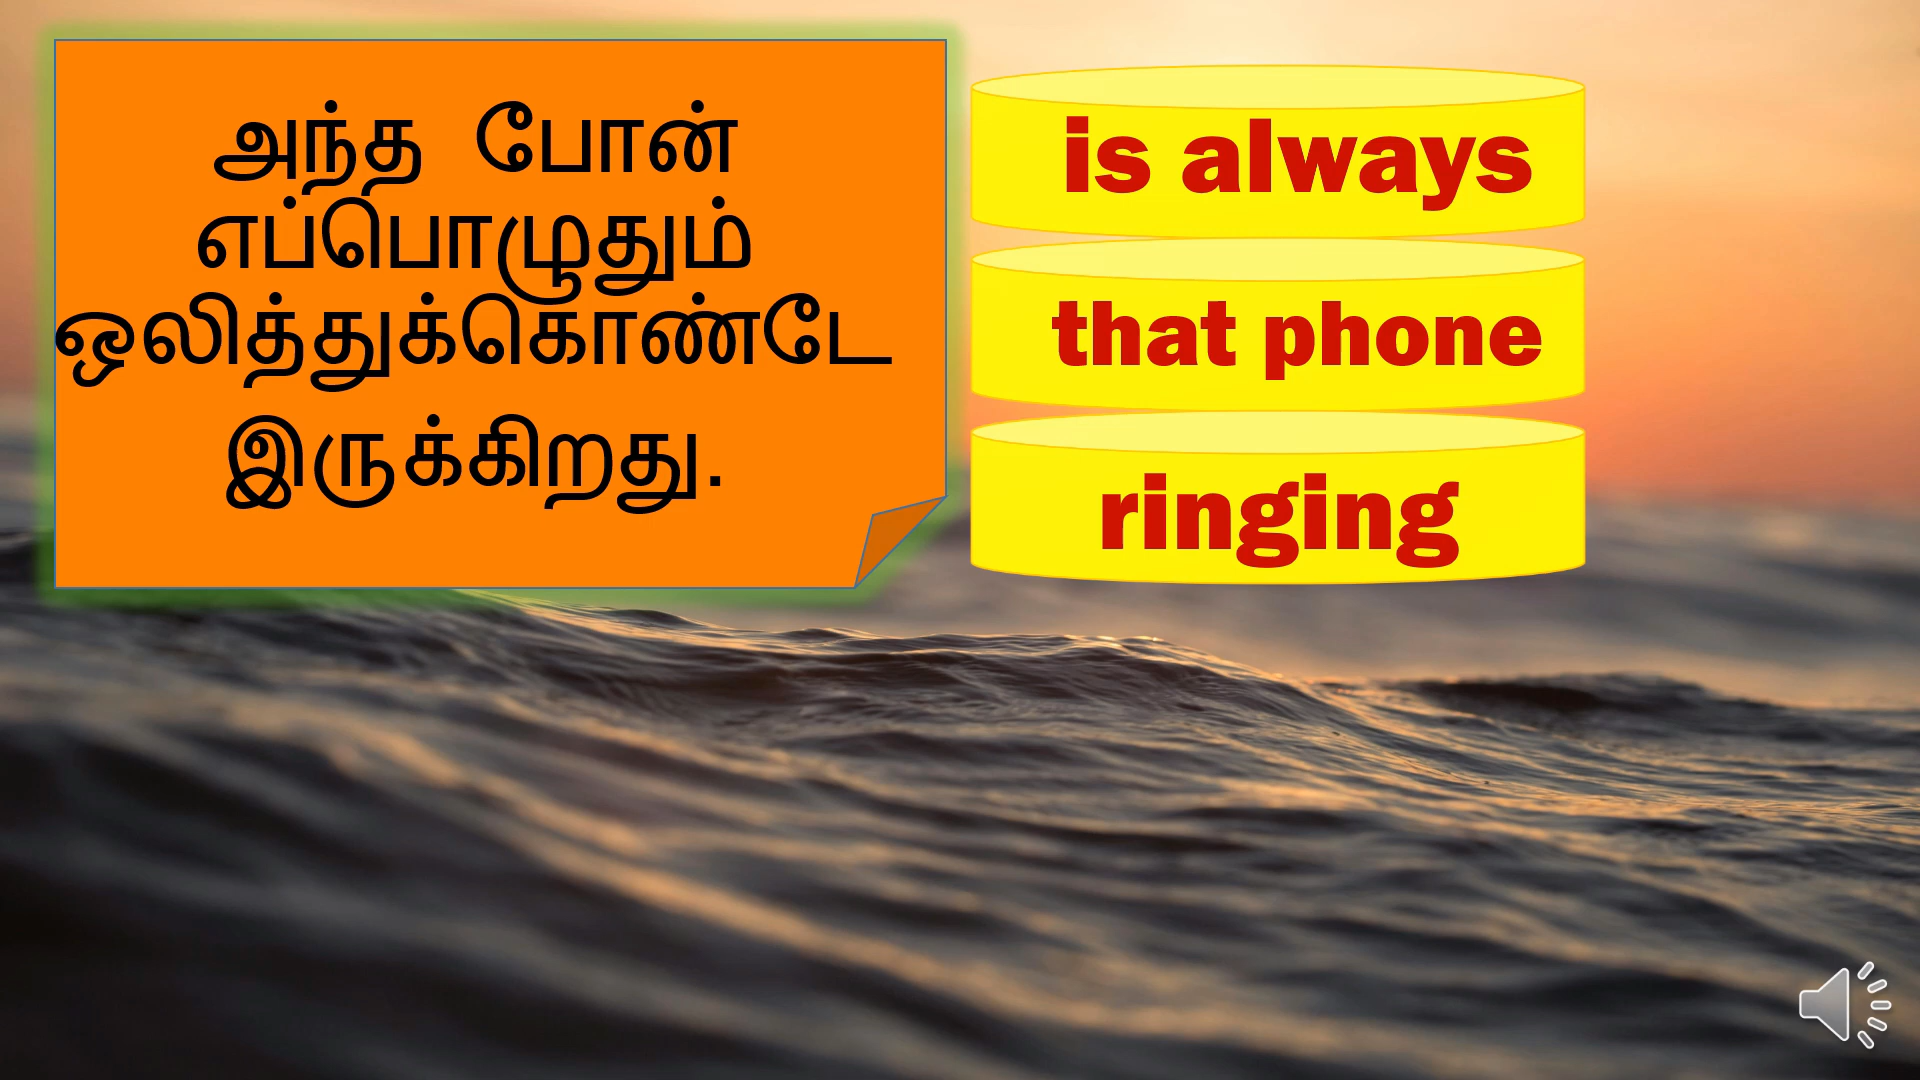 அந்த போன்
எப்பொழுதும்
ஒலித்துக்கொண்டே
இருக்கிறது.
is always
that phone
ringing